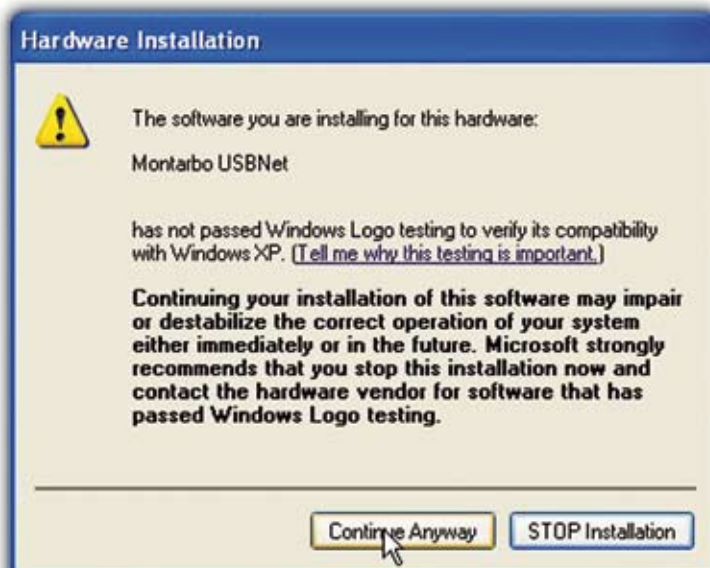 Hardware Installation
The software you are installing for this hardware:
Montarbo USBNet
has not passed Windows Logo testing to verify its compatibility
with Windows XP. (Tell me why this testing is important.)
Continuing your installation of this software may impair
or destabilize the correct operation of your system
either immediately or in the future. Microsoft strongly
recommends that you stop this installation now and
contact the hardware vendor for software that has
passed Windows Logo testing.
Continue Anyway
STOP Installation